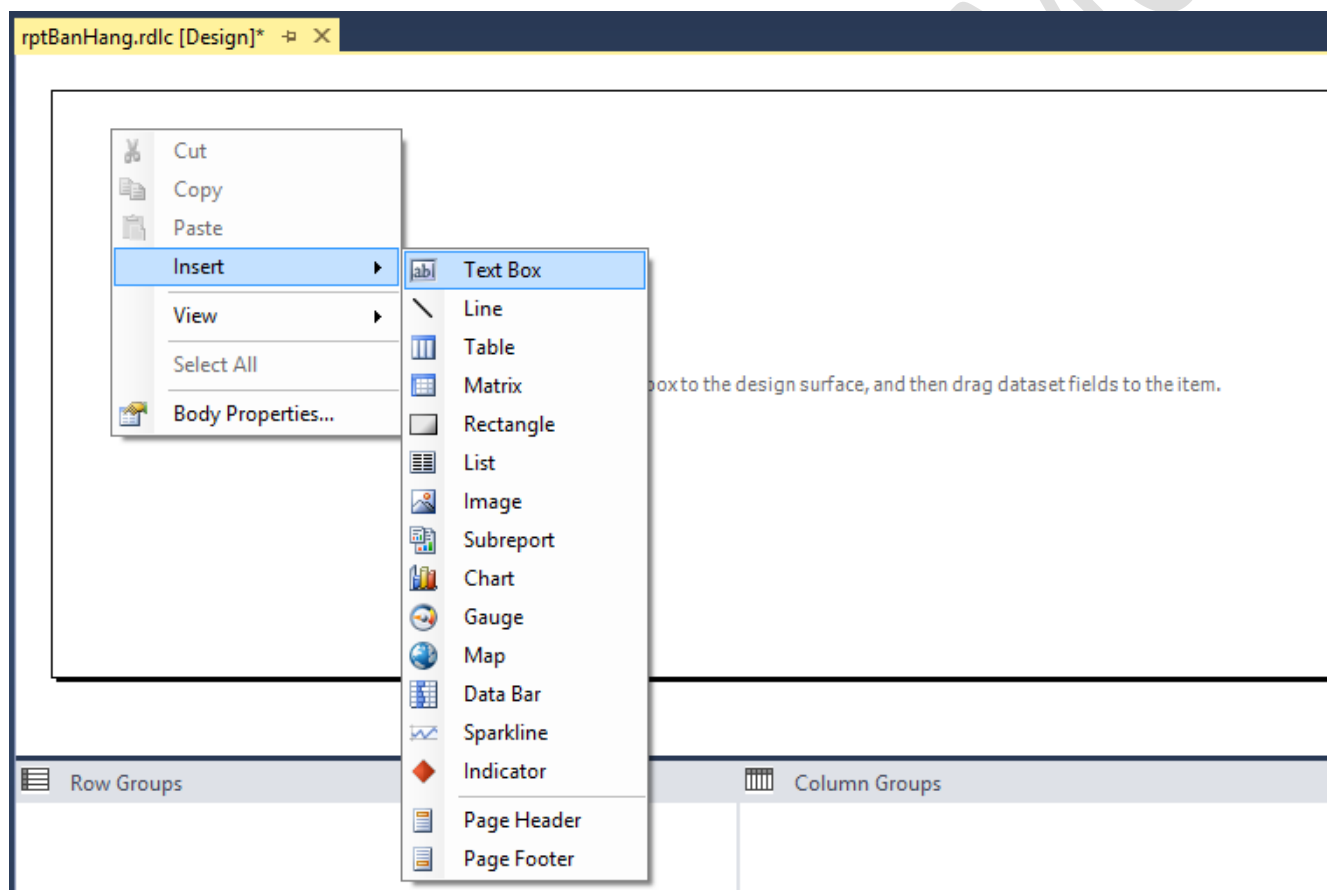 rptBanHang.rdlc [Design]*
Cut
Copy
Paste
Insert
View
Select All
Body Properties...
abl Text Box
Line
Table
Matrix
Rectangle
List
Image
Subreport
Chart
Gauge
Map
Data Bar
Sparkline
Indicator
Page Header
Page Footer
box to the design surface, and then drag dataset fields to the item.
Row Groups
Column Groups